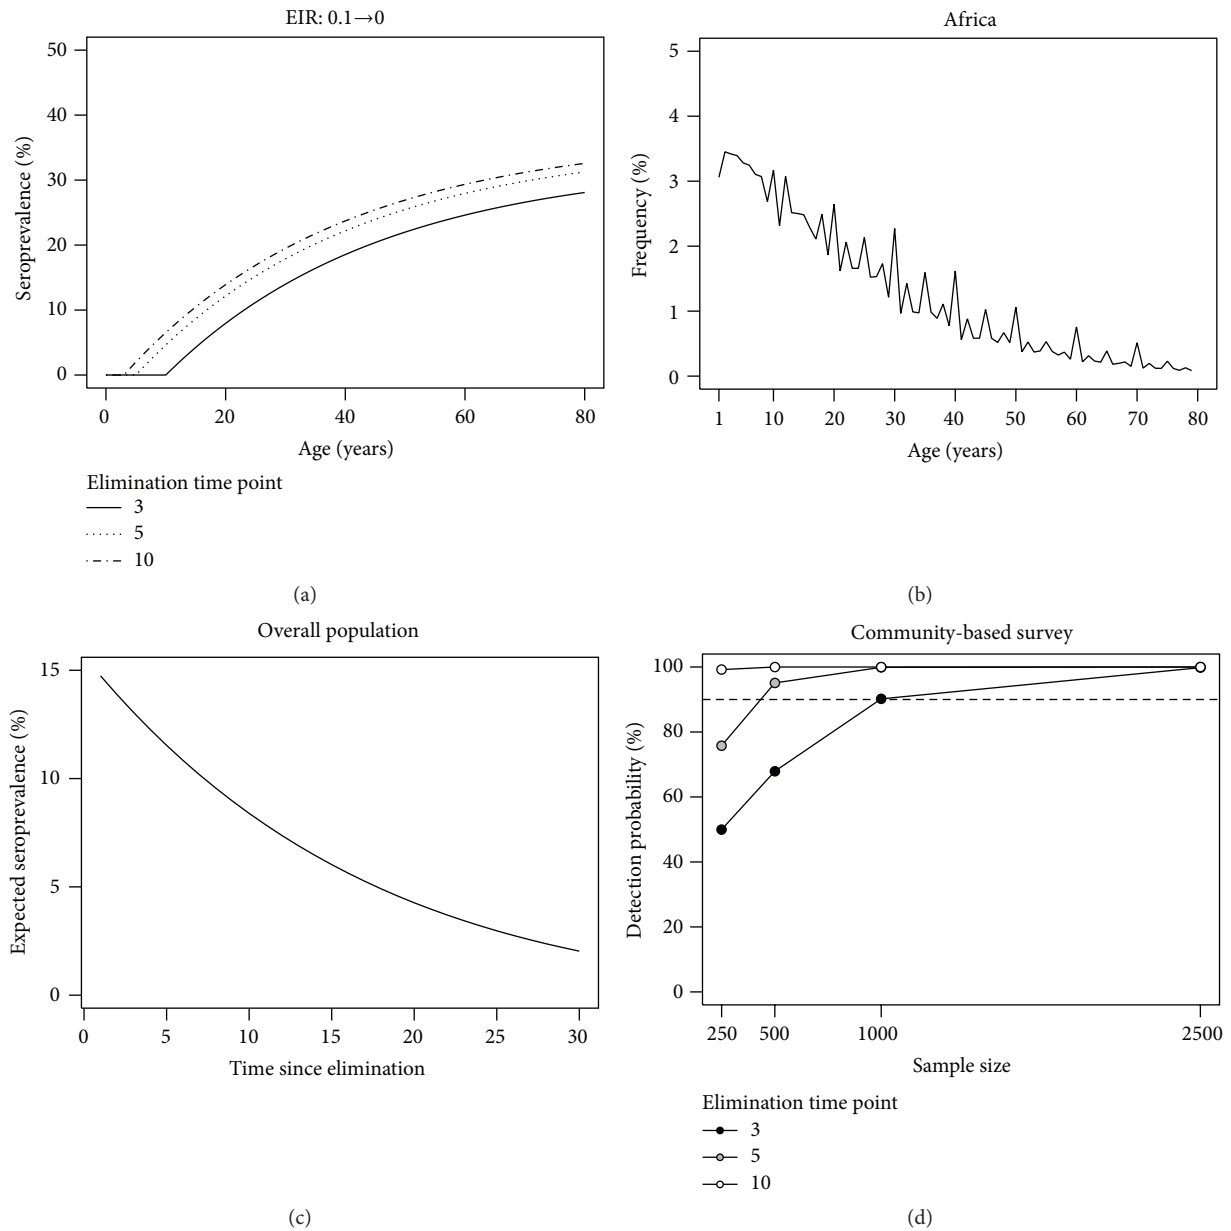 EIR: 0.1→0
50
40
30
20
10
0
Seroprevalence (%)
0 20 40 60 80
Age (years)
Elimination time point
3
5
10
(a)
Africa
5
4
3
2
1
0
Frequency (%)
1 10 20 30 40 50 60 70 80
Age (years)
(b)
Overall population
15
10
5
0
Expected seroprevalence (%)
0 5 10 15 20 25 30
Time since elimination
(c)
Community-based survey
100
80
60
40
20
0
Detection probability (%)
250 500 1000 2500
Sample size
Elimination time point
3
5
10
(d)